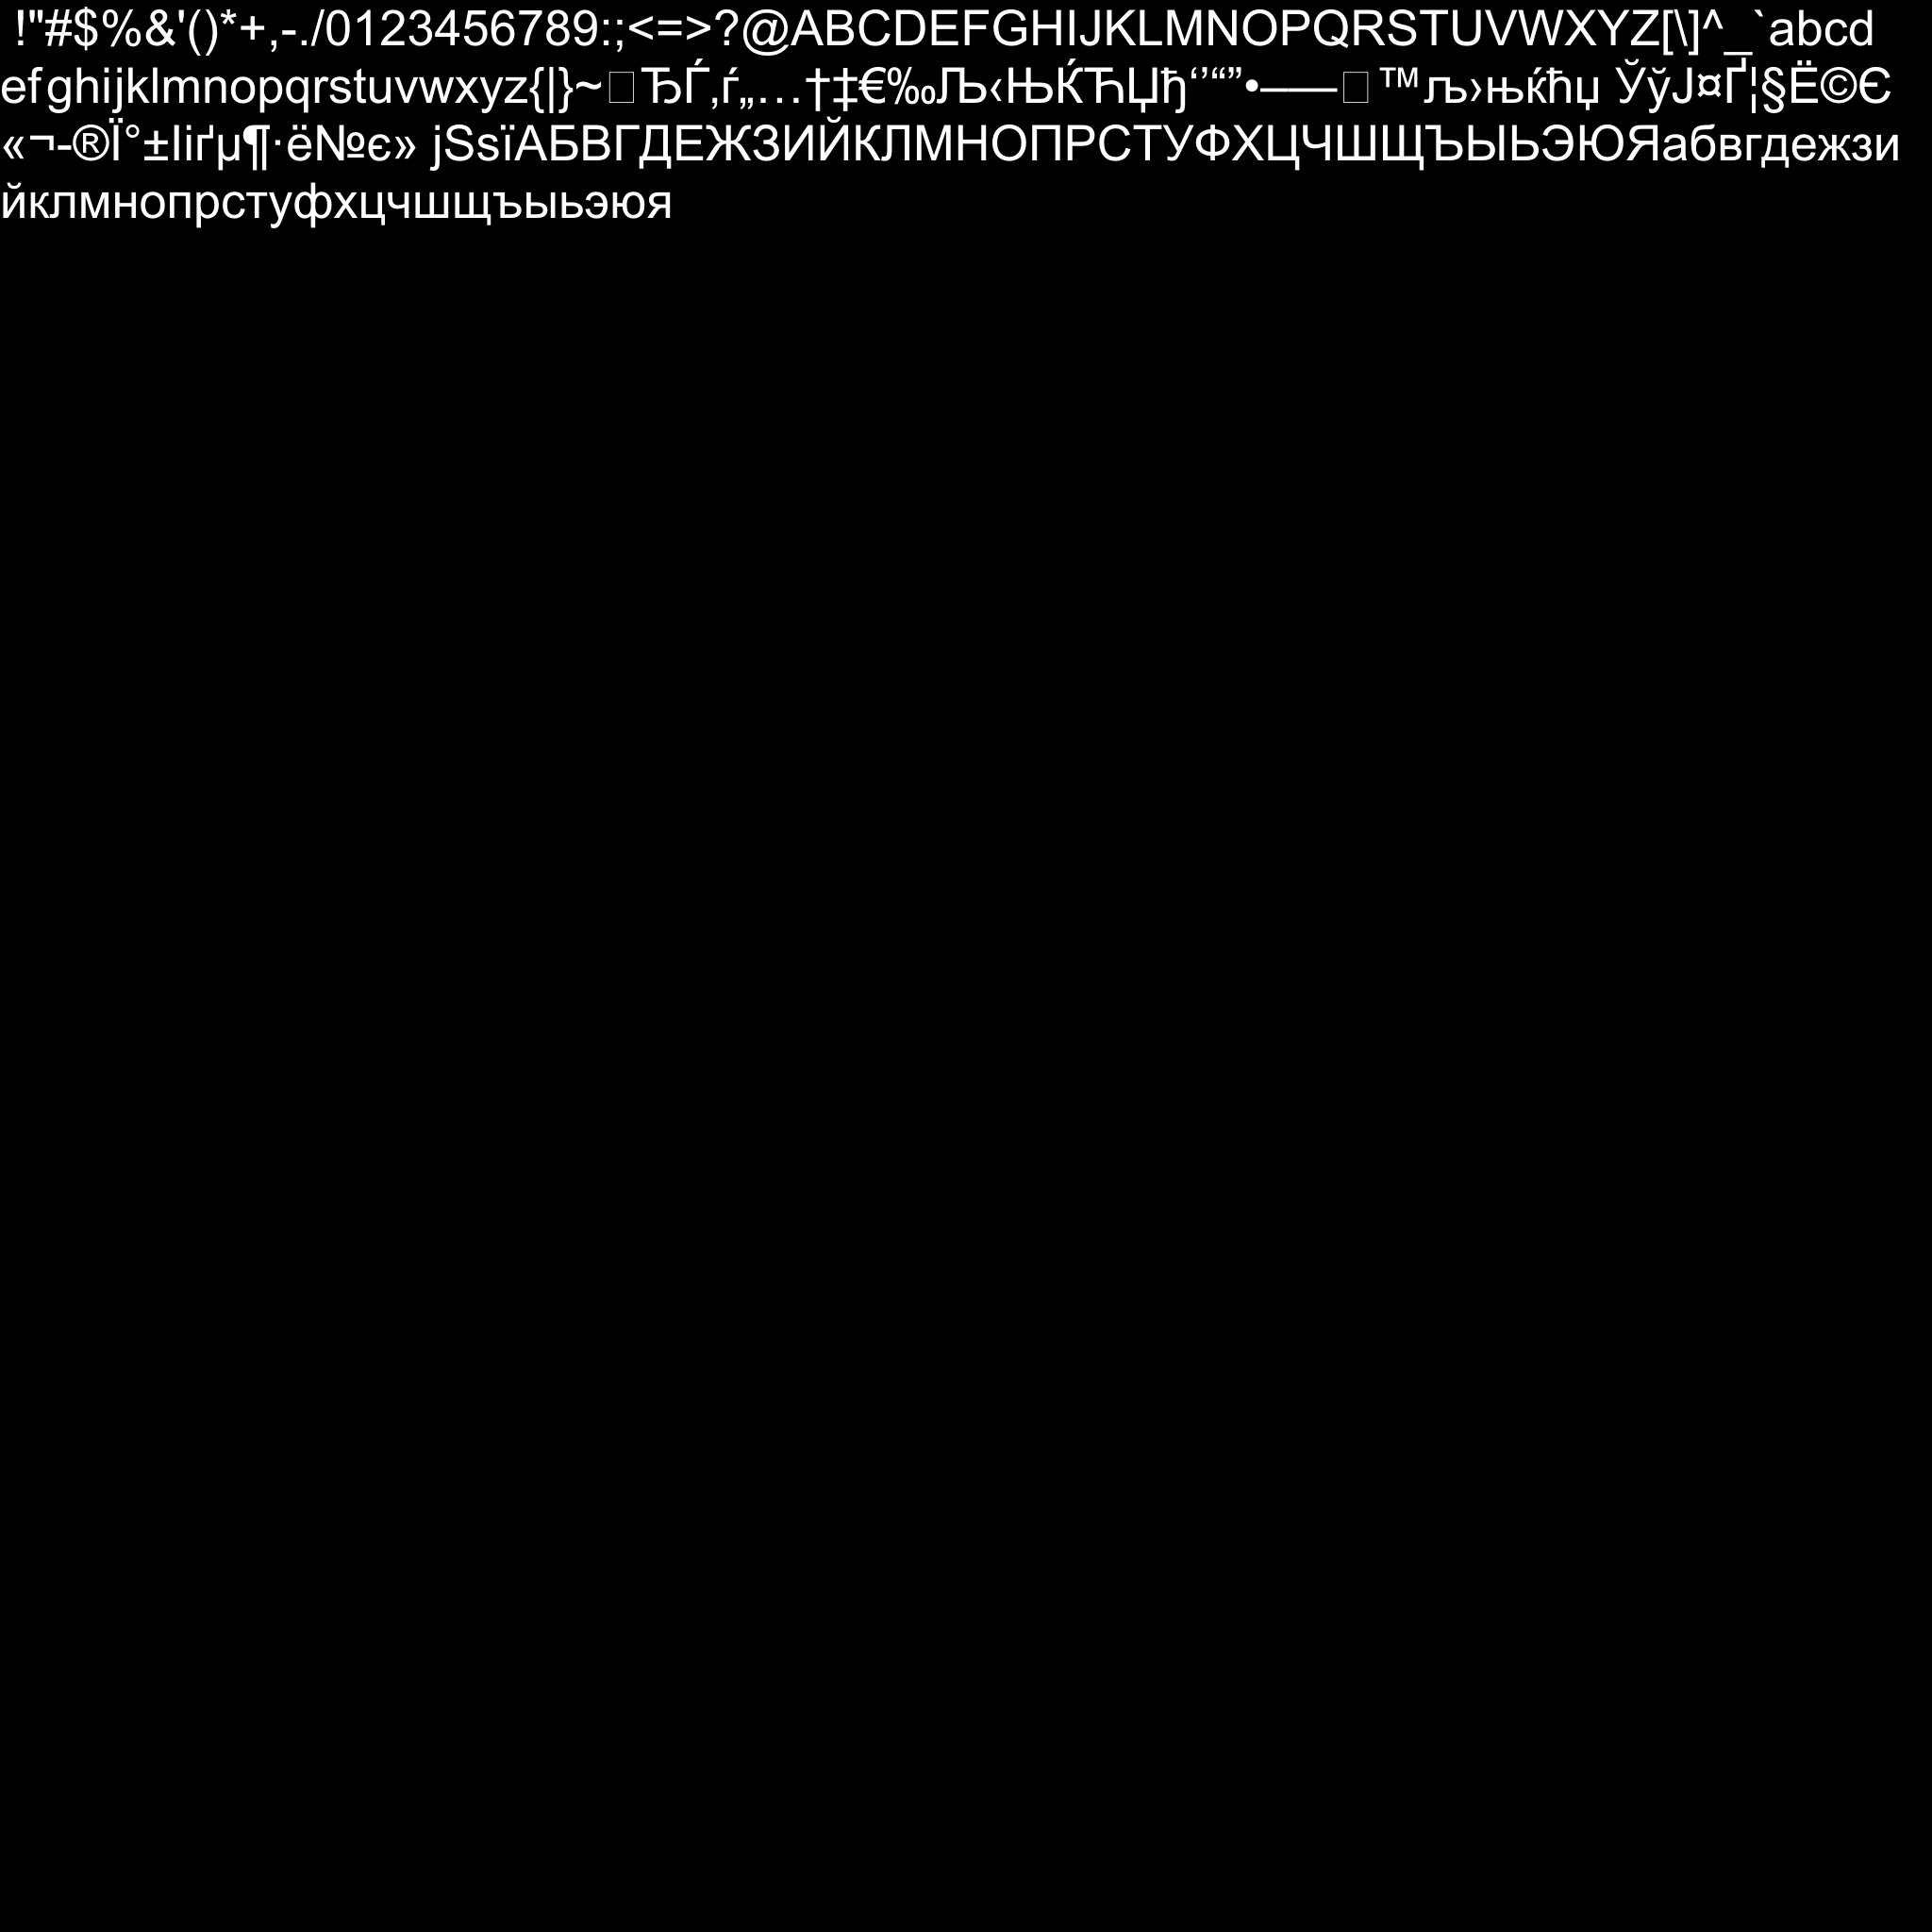 !"#$%&'()*+,-./0123456789:;<=>?@ABCDEFGHIJKLMNOPQRSTUVWXYZ[\]^_`abcd
efghijklmnopqrstuvwxyz{|}~□ЂЃ‚ѓ„…†‡€‰Љ‹ЊЌЋЏђ‘’“”•–—□™љ›њќћџ ЎўЈ¤Ґ¦§Ё©Є
«¬-®Ї°±Ііґµ¶·ё№є» јЅѕїАБВГДЕЖЗИЙКЛМНОПРСТУФХЦЧШЩЪЫЬЭЮЯабвгдежзи
йклмнопрстуфхцчшщъыьэюя